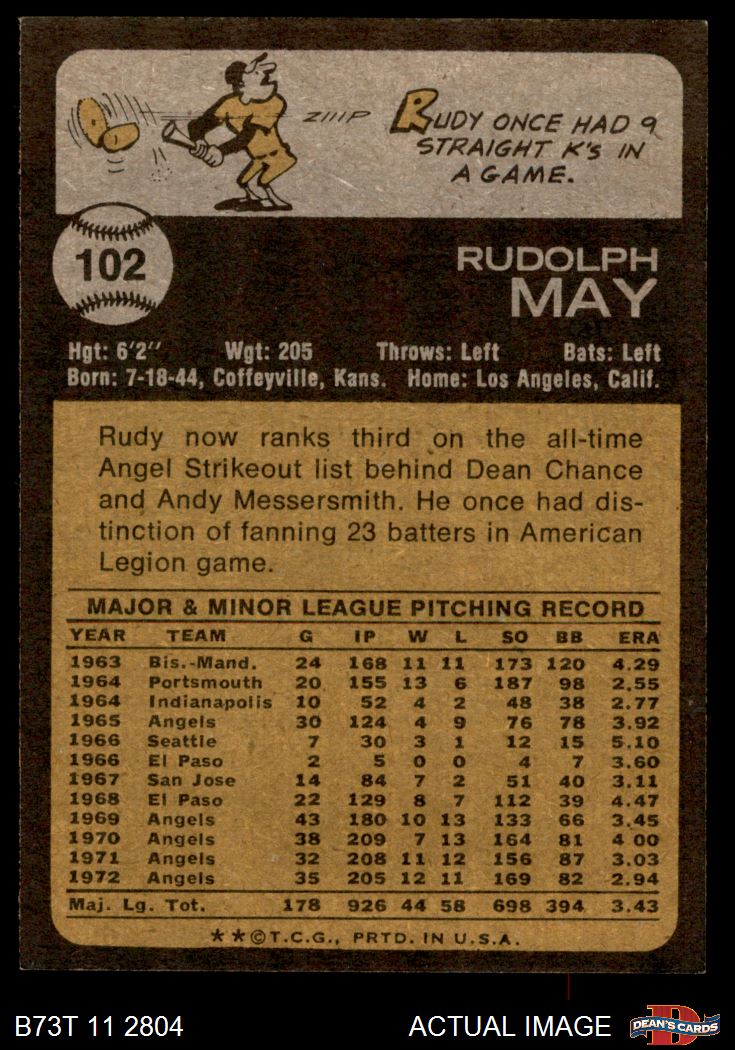 ZIIIP
RUDY ONCE HAD 9
STRAIGHT K'S IN
A GAME.
102
RUDOLPH
MAY
Hgt: 6'2" Wgt: 205 Throws: Left Bats: Left
Born: 7-18-44, Coffeyville, Kans. Home: Los Angeles, Calif.
Rudy now ranks third on the all-time
Angel Strikeout list behind Dean Chance
and Andy Messersmith. He once had dis-
tinction of fanning 23 batters in American
Legion game.
MAJOR & MINOR LEAGUE PITCHING RECORD
YEAR TEAM G IP W L SO BB ERA
1963 Bis.-Mand. 24 168 11 11 173 120 4.29
1964 Portsmouth 20 155 13 6 187 98 2.55
1964 Indianapolis 10 52 4 2 48 38 2.77
1965 Angels 30 124 4 9 76 78 3.92
1966 Seattle 7 30 3 1 12 15 5.10
1966 El Paso 2 5 0 0 4 7 3.60
1967 San Jose 14 84 7 2 51 40 3.11
1968 El Paso 22 129 8 7 112 39 4.47
1969 Angels 43 180 10 13 133 66 3.45
1970 Angels 38 209 7 13 164 81 4 00
1971 Angels 32 208 11 12 156 87 3.03
1972 Angels 35 205 12 11 169 82 2.94
Maj. Lg. Tot. 178 926 44 58 698 394 3.43
★★©T.C.G., PRTD. IN U.S.A.
B73T 11 2804 ACTUAL IMAGE D DEAN'S CARDS